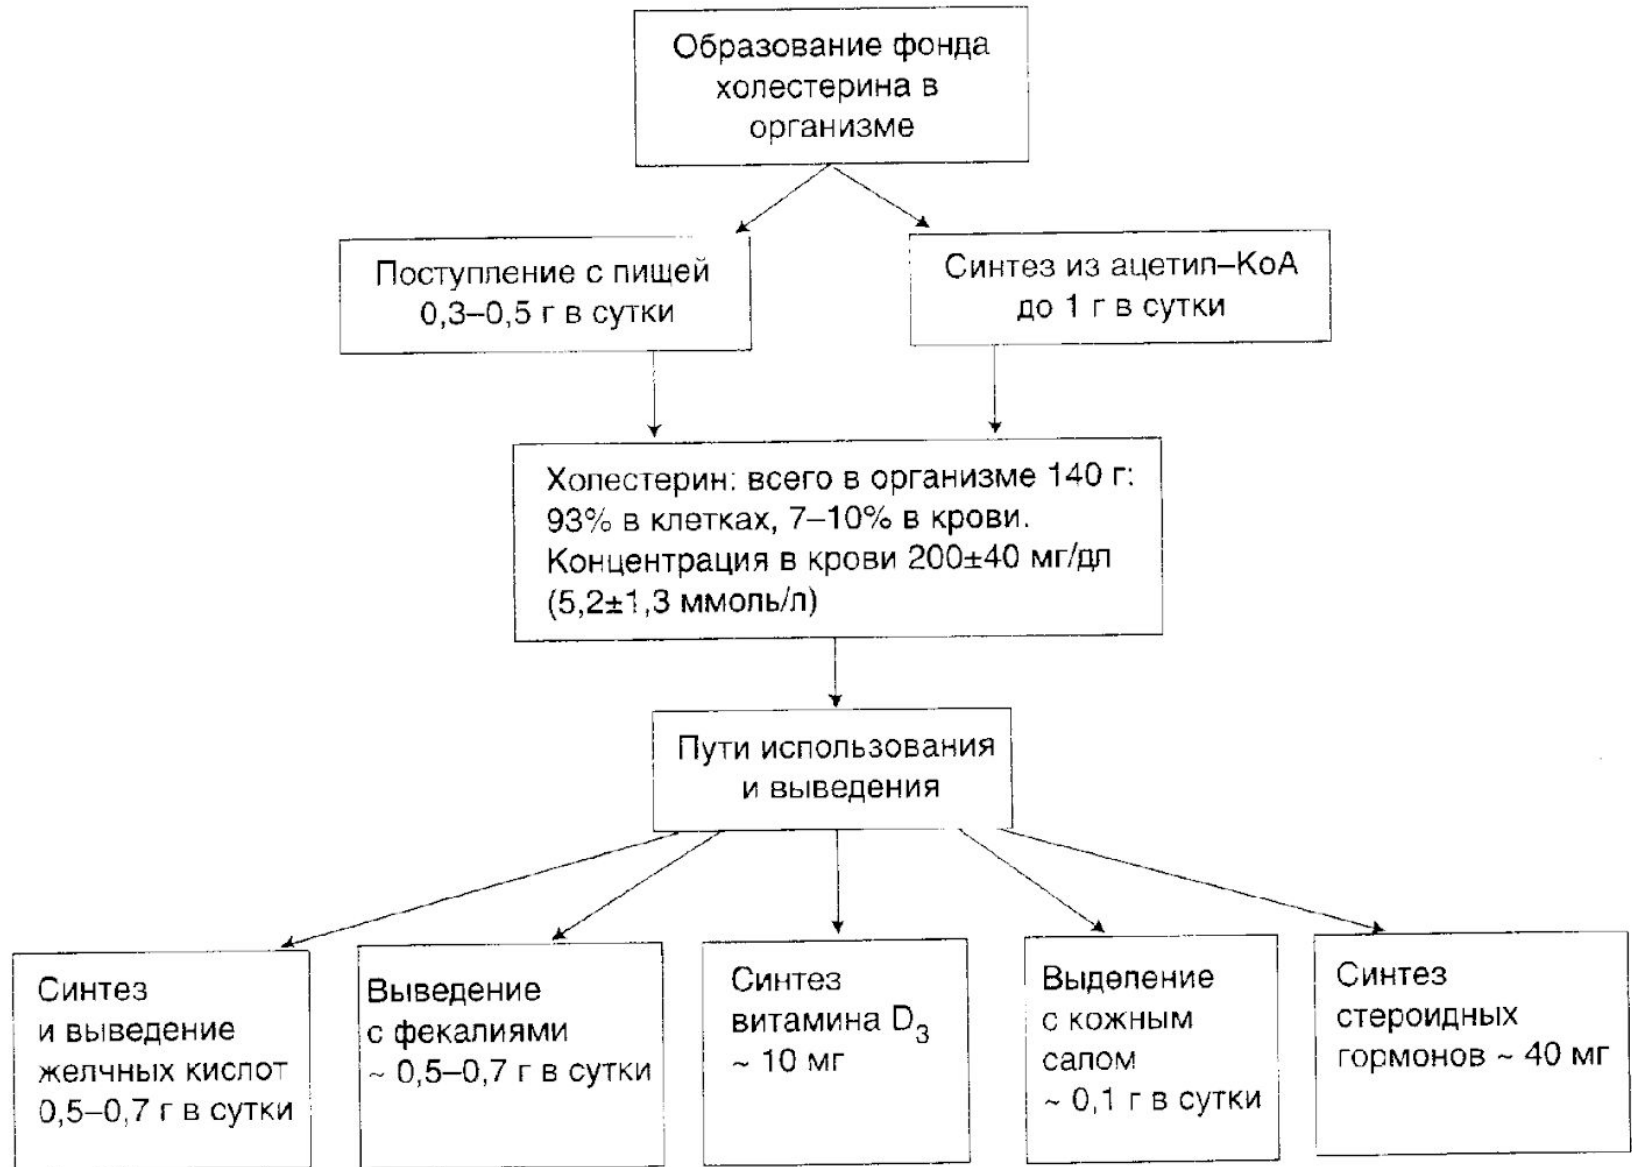 Образование фонда
холестерина в
организме
Поступление с пищей
0,3–0,5 г в сутки
Синтез из ацетип–КоА
до 1 г в сутки
Холестерин: всего в организме 140 г:
93% в клетках, 7–10% в крови.
Концентрация в крови 200±40 мг/дл
(5,2±1,3 ммоль/л)
Пути использования
и выведения
Синтез
и выведение
желчных кислот
0,5–0,7 г в сутки
Выведение
с фекалиями
~ 0,5–0,7 г в сутки
Синтез
витамина D₃
~ 10 мг
Выделение
с кожным
салом
~ 0,1 г в сутки
Синтез
стероидных
гормонов ~ 40 мг